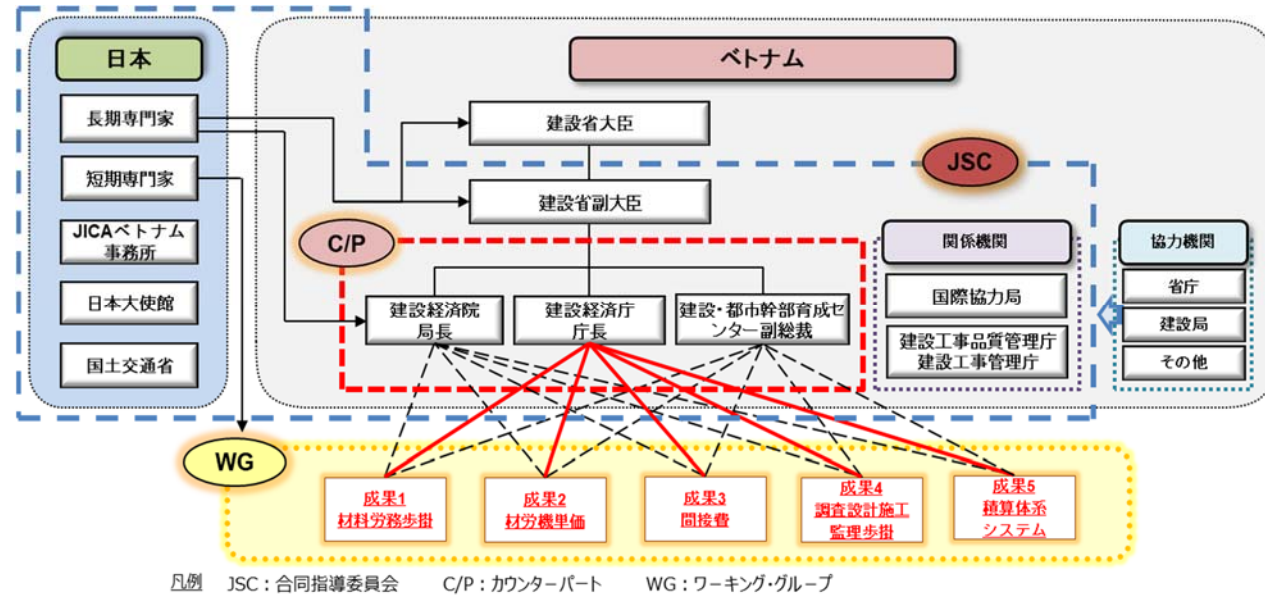 日本
ベトナム
長期専門家
短期専門家
JICAベトナム
事務所
日本大使館
国土交通省
建設省大臣
建設省副大臣
JSC
C/P
建設経済院
局長
建設経済庁
庁長
建設・都市幹部育成セ
ンター副総裁
関係機関
国際協力局
建設工事品質管理庁
建設工事管理庁
協力機関
省庁
建設局
その他
WG
成果1
材料労務歩掛
成果2
材労機単価
成果3
間接費
成果4
調査設計施工
監理歩掛
成果5
積算体系
システム
凡例 JSC：合同指導委員会 C/P：カウンターパート WG：ワーキング・グループ